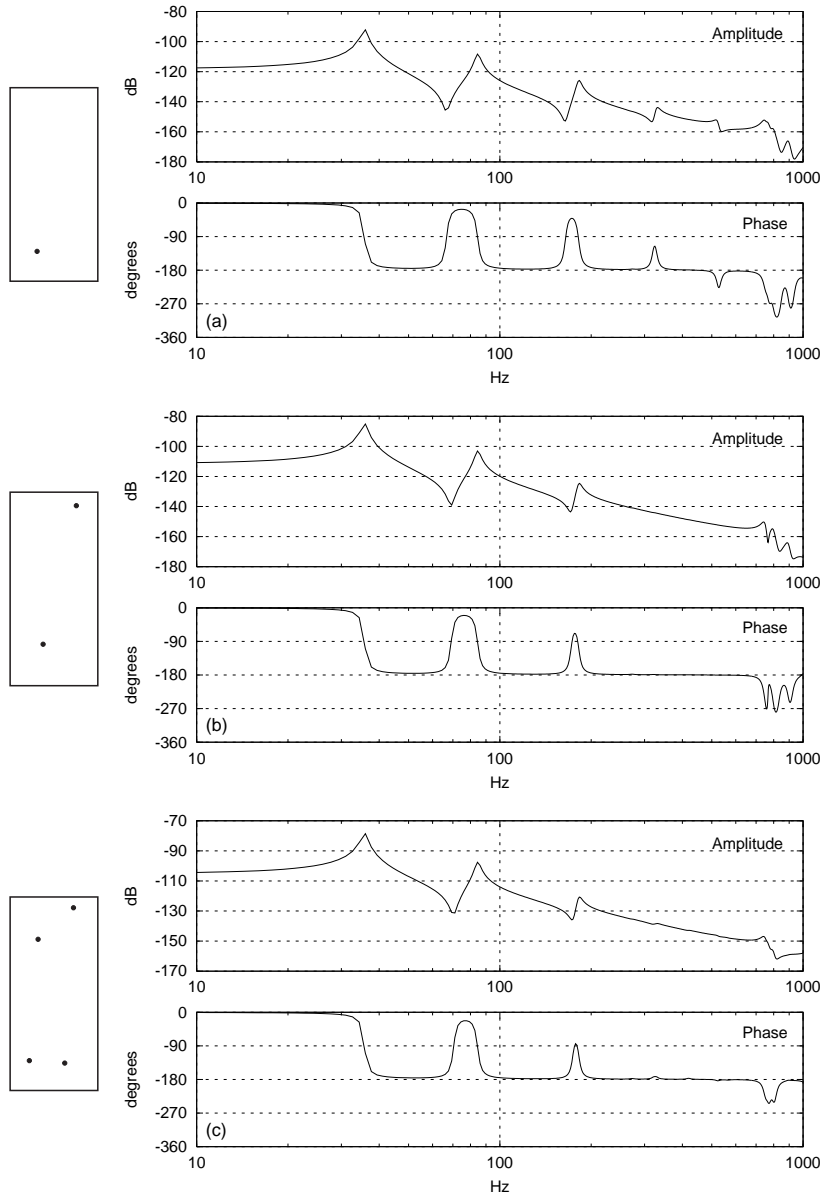 -80
-100
-120
-140
-160
-180
dB
Amplitude
10 100 1000
0
-90
-180
-270
-360
degrees
Phase
(a)
10 100 1000
Hz
-80
-100
-120
-140
-160
-180
dB
Amplitude
10 100 1000
0
-90
-180
-270
-360
degrees
Phase
(b)
10 100 1000
Hz
-70
-90
-110
-130
-150
-170
dB
Amplitude
10 100 1000
0
-90
-180
-270
-360
degrees
Phase
(c)
10 100 1000
Hz